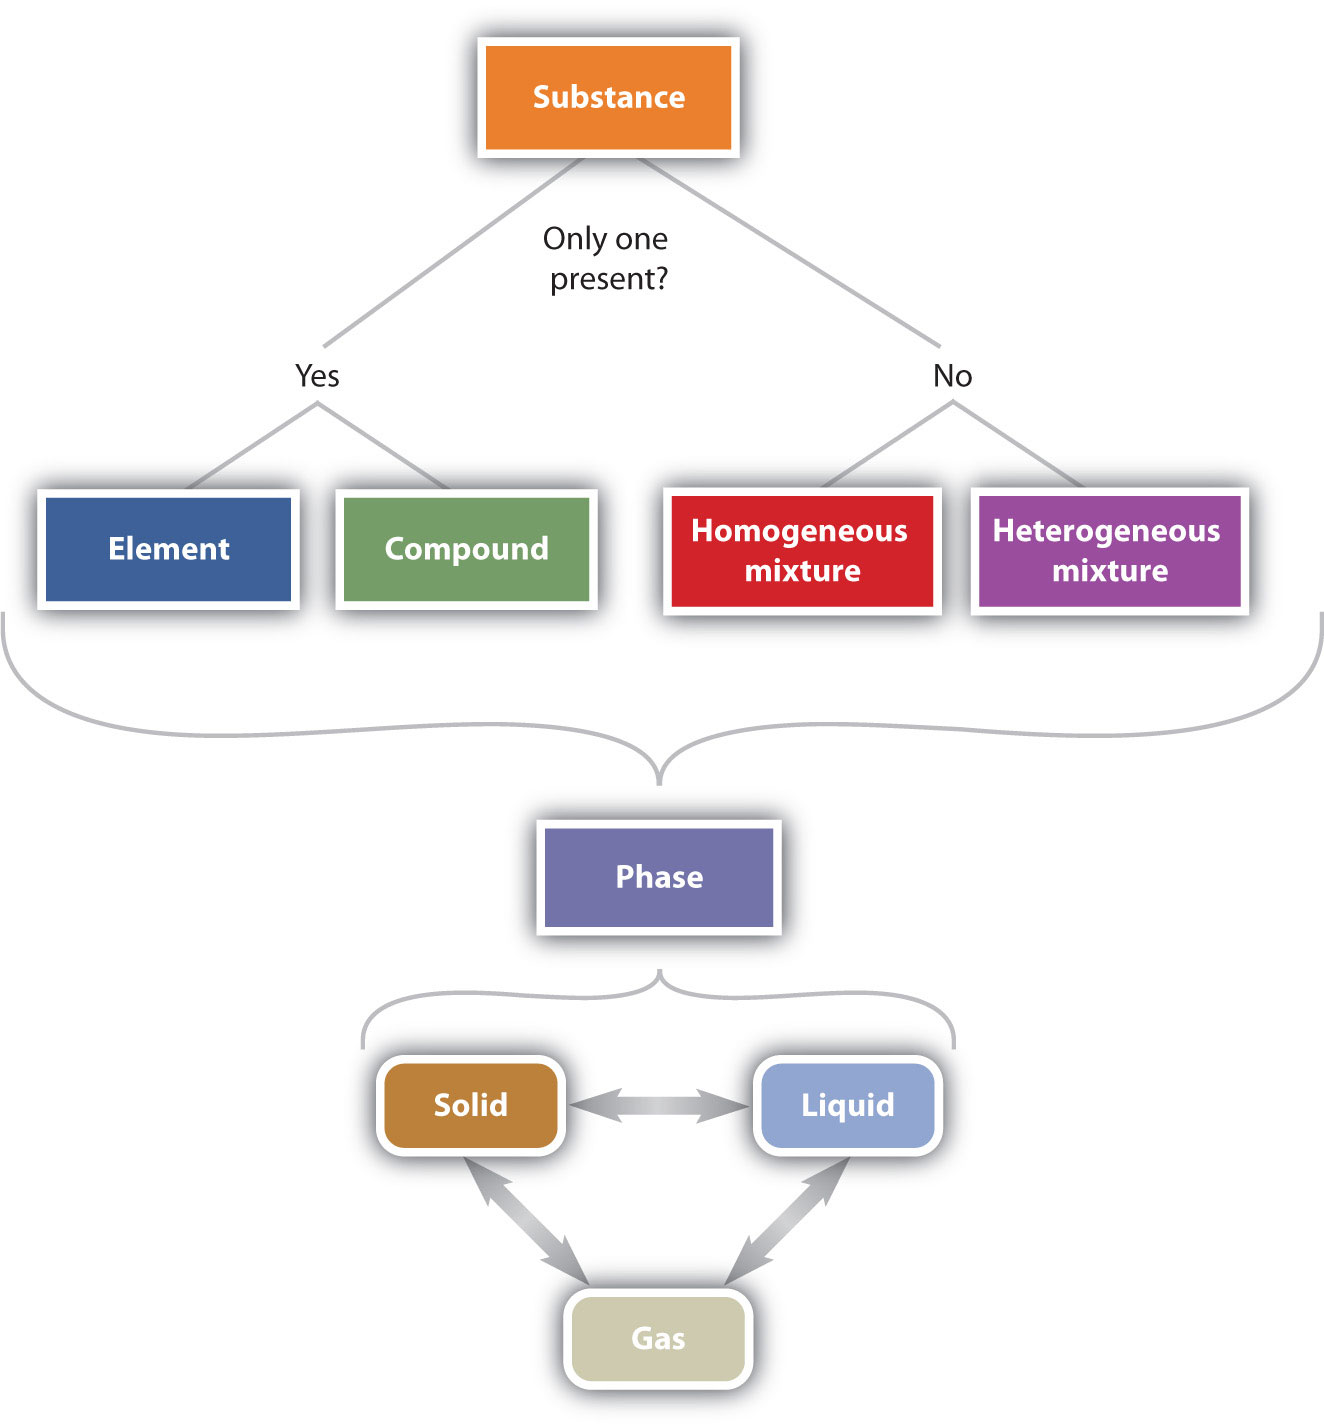 Substance
Only one
present?
Yes
No
Element
Compound
Homogeneous
mixture
Heterogeneous
mixture
Phase
Solid
Liquid
Gas